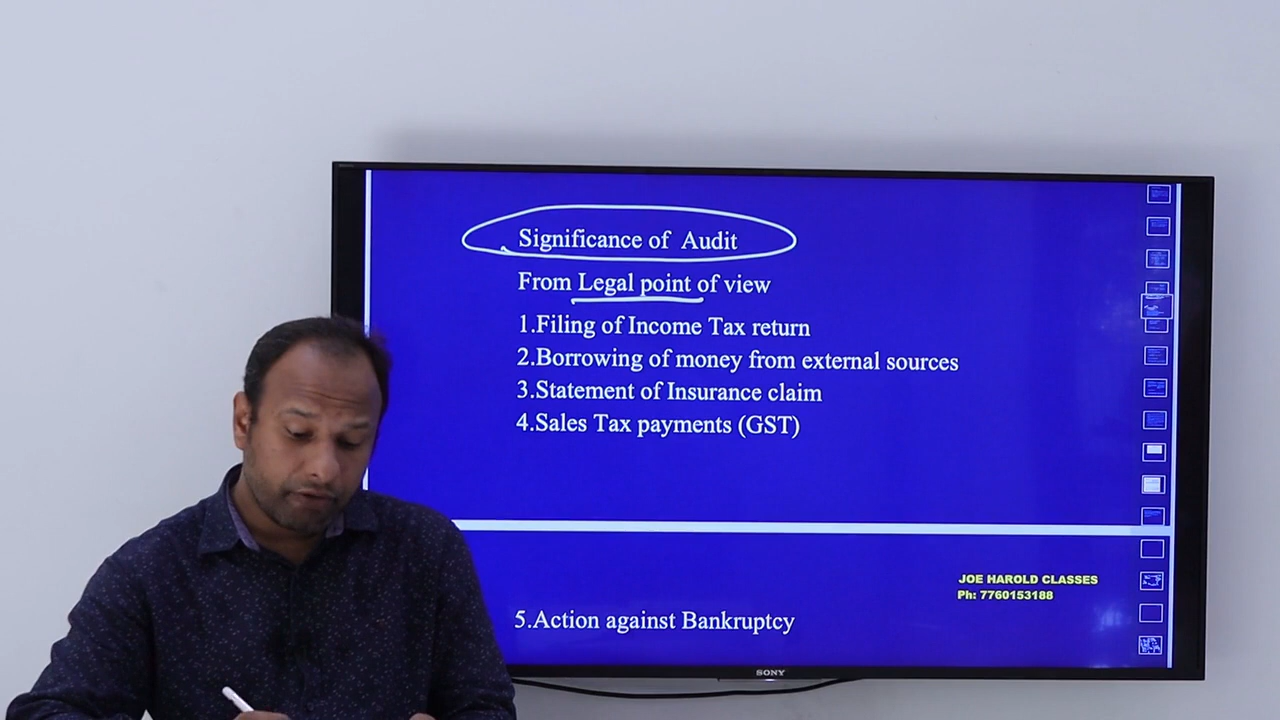 Significance of Audit
From Legal point of view
1.Filing of Income Tax return
2.Borrowing of money from external sources
3.Statement of Insurance claim
4.Sales Tax payments (GST)
JOE HAROLD CLASSES
Ph: 7760153188
5.Action against Bankruptcy
SONY